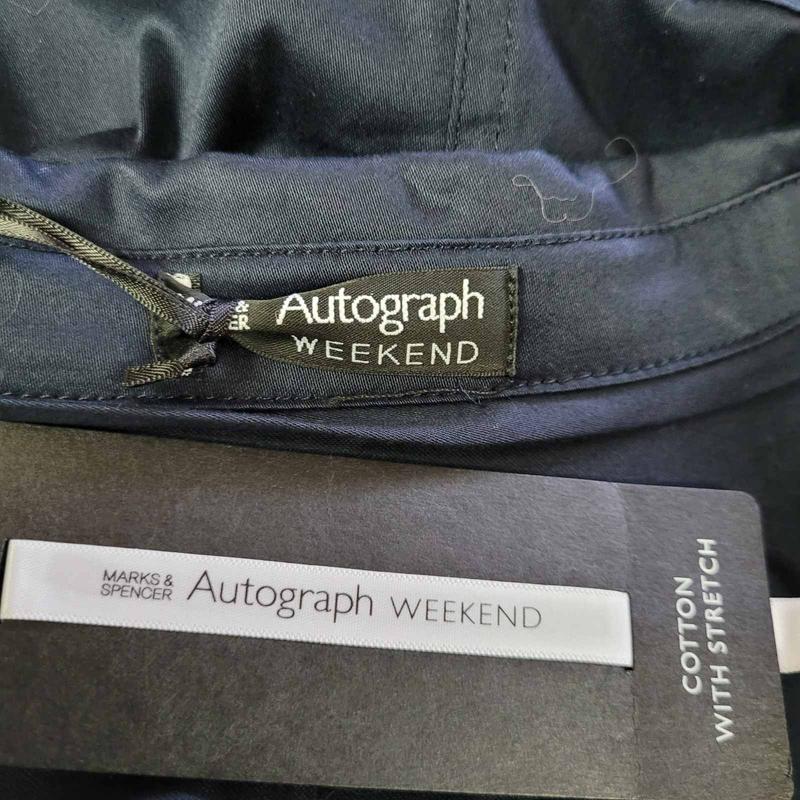 Autograph
WEEKEND
MARKS &
SPENCER
Autograph WEEKEND
COTTON
WITH STRETCH